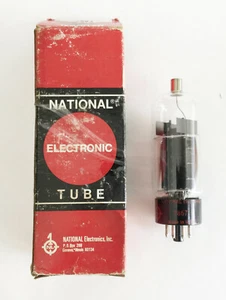 NATIONAL
ELECTRONIC
TUBE
NATIONAL Electronics, Inc.